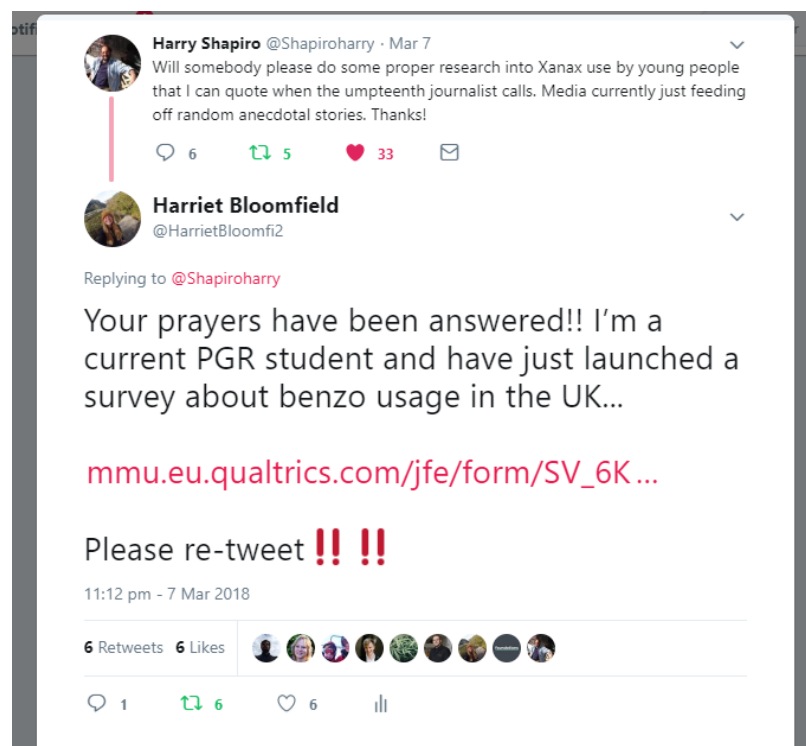 Harry Shapiro @Shapiroharry · Mar 7
Will somebody please do some proper research into Xanax use by young people
that I can quote when the umpteenth journalist calls. Media currently just feeding
off random anecdotal stories. Thanks!
6 5 33
Harriet Bloomfield
@HarrietBloomfi2
Replying to @Shapiroharry
Your prayers have been answered!! I'm a
current PGR student and have just launched a
survey about benzo usage in the UK...
mmu.eu.qualtrics.com/jfe/form/SV_6K...
Please re-tweet‼️ ‼️
11:12 pm - 7 Mar 2018
6 Retweets 6 Likes
1 6 6